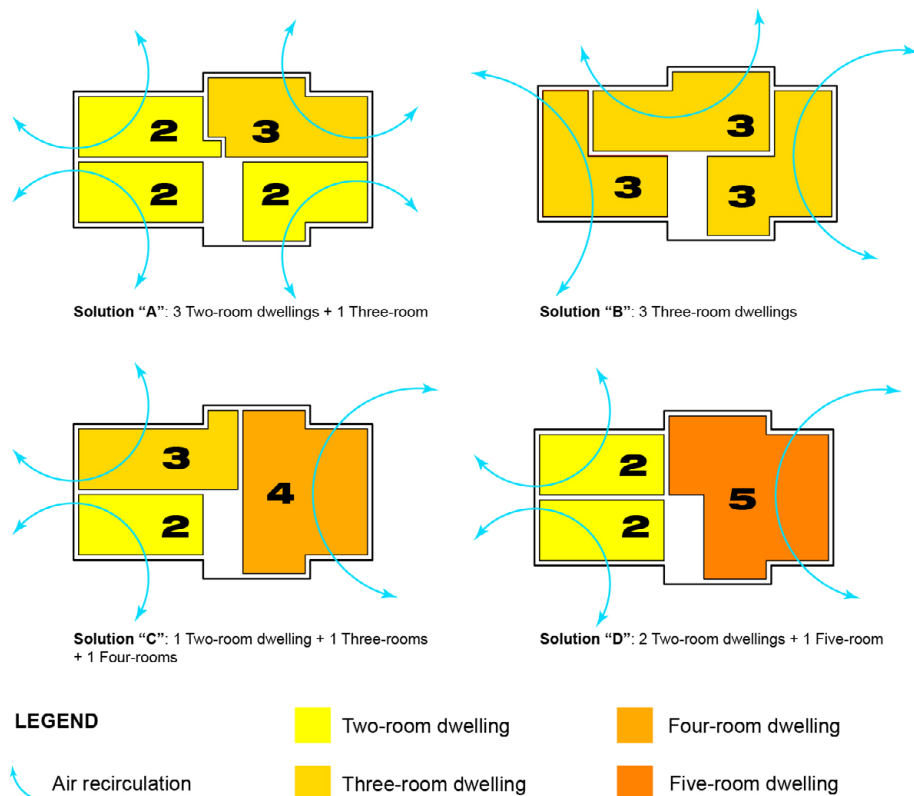 2
3
2
2
Solution “A”: 3 Two-room dwellings + 1 Three-room
3
3
3
Solution “B”: 3 Three-room dwellings
3
4
2
Solution “C”: 1 Two-room dwelling + 1 Three-rooms
+ 1 Four-rooms
2
5
2
Solution “D”: 2 Two-room dwellings + 1 Five-room
LEGEND
Air recirculation
Two-room dwelling
Three-room dwelling
Four-room dwelling
Five-room dwelling